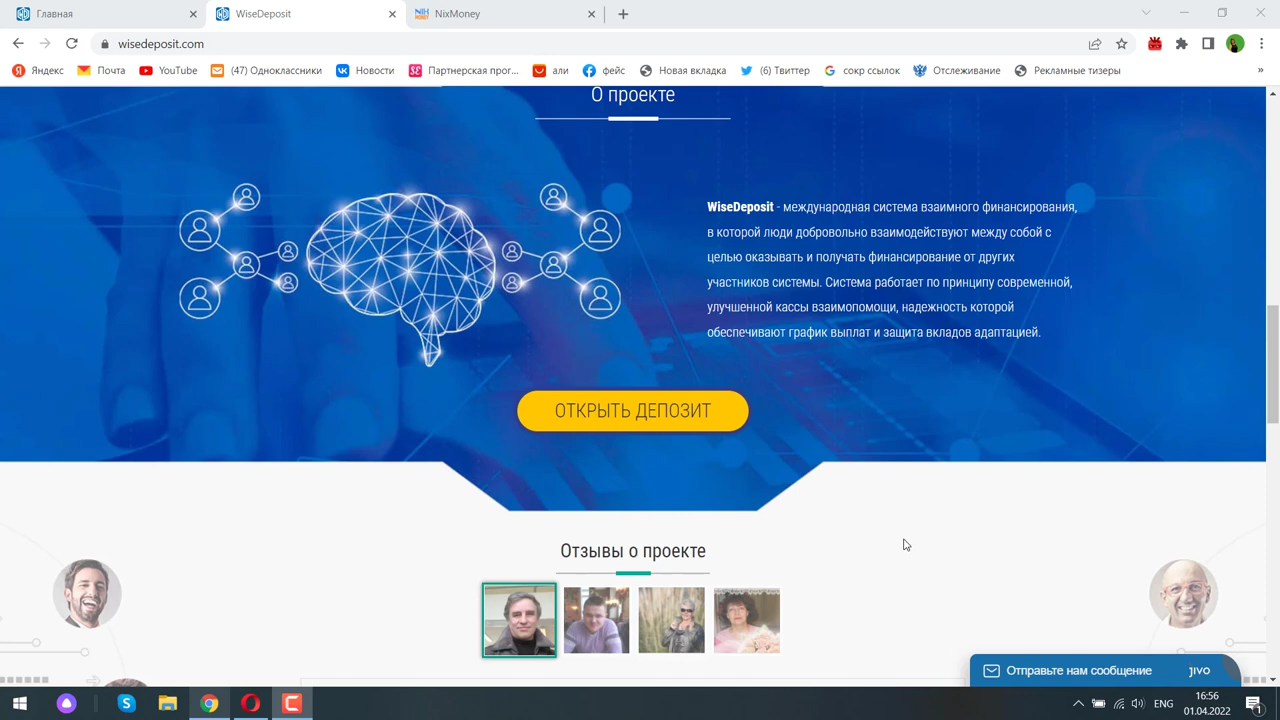 Главная
WiseDeposit
NixMoney
wisedeposit.com
Яндекс
Почта
YouTube
(47) Одноклассники
Новости
Партнерская прог...
али
фейс
Новая вкладка
(6) Твиттер
сокр ссылок
Отслеживание
Рекламные тизеры
»
О проекте
WiseDeposit - международная система взаимного финансирования,
в которой люди добровольно взаимодействуют между собой с
целью оказывать и получать финансирование от других
участников системы. Система работает по принципу современной,
улучшенной кассы взаимопомощи, надежность которой
обеспечивают график выплат и защита вкладов адаптацией.
ОТКРЫТЬ ДЕПОЗИТ
Отзывы о проекте
Отправьте нам сообщение
jivo
ENG
16:56
01.04.2022
1